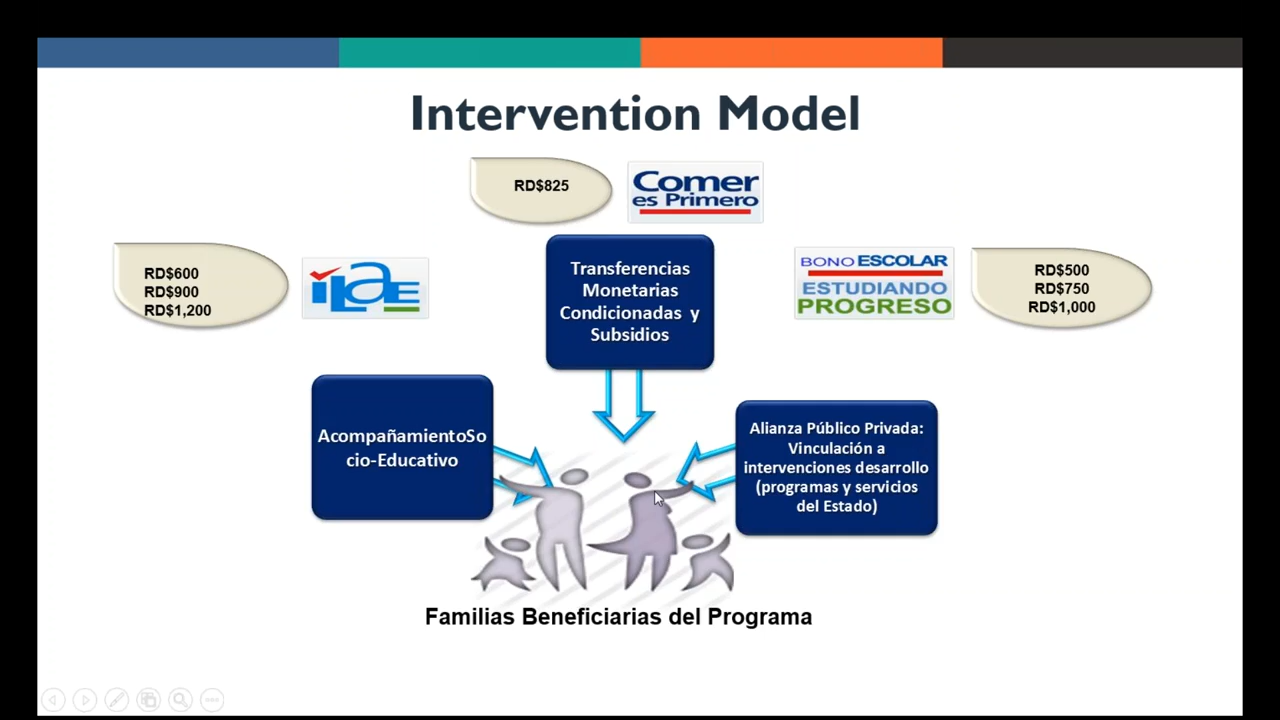 Intervention Model
RD$825
Comer
es Primero
RD$600
RD$900
RD$1,200
iLAE
Transferencias
Monetarias
Condicionadas y
Subsidios
BONO ESCOLAR
ESTUDIANDO
PROGRESO
RD$500
RD$750
RD$1,000
AcompañamientoSo
cio-Educativo
Alianza Público Privada:
Vinculación a
intervenciones desarrollo
(programas y servicios
del Estado)
Familias Beneficiarias del Programa